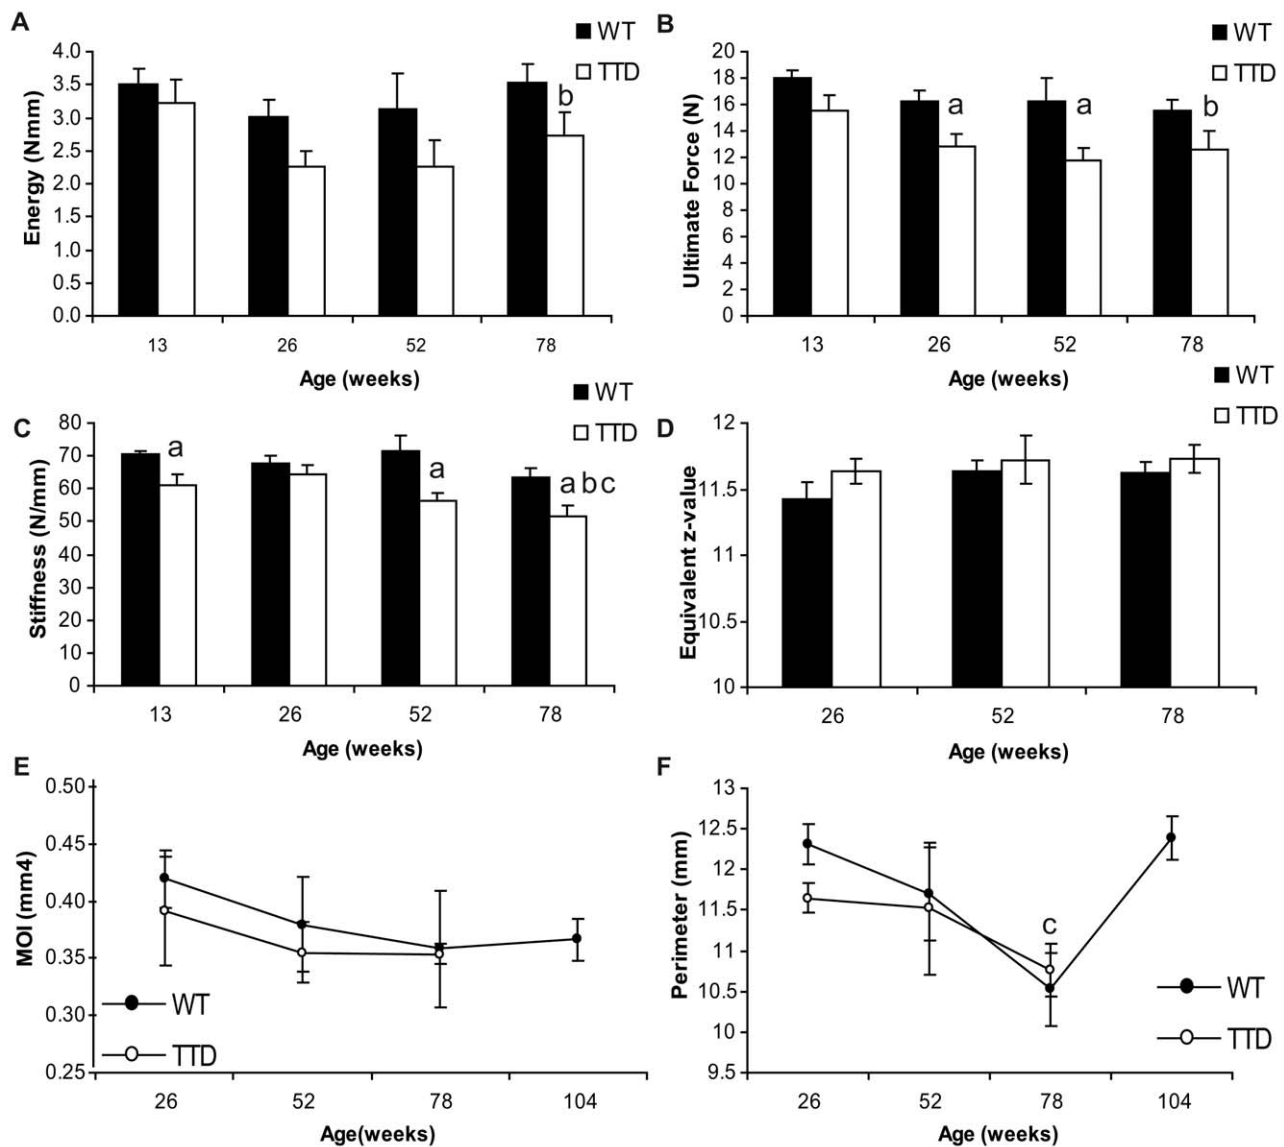 A
WT
TTD
Energy (Nmm)
4.0
3.5
3.0
2.5
2.0
1.5
1.0
0.5
0.0
b
13 26 52 78
Age (weeks)
B
WT
TTD
Ultimate Force (N)
20
18
16
14
12
10
8
6
4
2
0
a a b
13 26 52 78
Age (weeks)
C
WT
TTD
Stiffness (N/mm)
80
70
60
50
40
30
20
10
0
a a a b c
13 26 52 78
Age (weeks)
D
WT
TTD
Equivalent z-value
12
11.5
11
10.5
10
26 52 78
Age (weeks)
E
MOI (mm4)
0.50
0.45
0.40
0.35
0.30
0.25
WT
TTD
26 52 78 104
Age(weeks)
F
Perimeter (mm)
13
12.5
12
11.5
11
10.5
10
9.5
c
WT
TTD
26 52 78 104
Age (weeks)